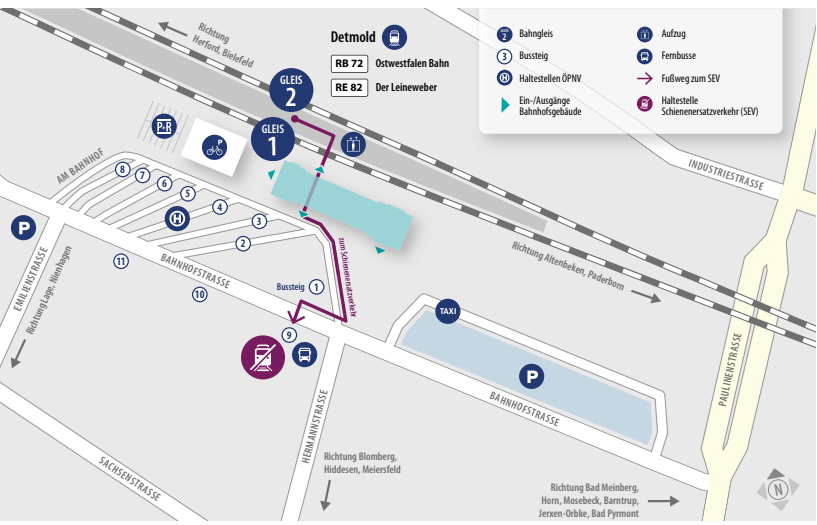 Richtung
Herford, Bielefeld
Detmold
RB 72 Ostwestfalen Bahn
RE 82 Der Leineweber
2 Bahngleis
3 Bussteig
H Haltestellen ÖPNV
Ein-/Ausgänge
Bahnhofsgebäude
Aufzug
Fernbusse
Fußweg zum SEV
Haltestelle
Schienenersatzverkehr (SEV)
GLEIS
2
GLEIS
1
P+R
P
AM BAHNHOF
8
7
6
5
4
3
2
H
P
11
10
BAHNHOFSTRASSE
EMILIENSTRASSE
Richtung Lage, Nienhagen
zum Schienenersatzverkehr
Bussteig 1
9
INDUSTRIESTRASSE
Richtung Altenbeken, Paderborn
TAXI
P
BAHNHOFSTRASSE
PAULINENSTRASSE
HERMANNSTRASSE
SACHSENSTRASSE
Richtung Blomberg,
Hiddesen, Meiersfeld
Richtung Bad Meinberg,
Horn, Mosebeck, Barntrup,
Jerxen-Orbke, Bad Pyrmont
N